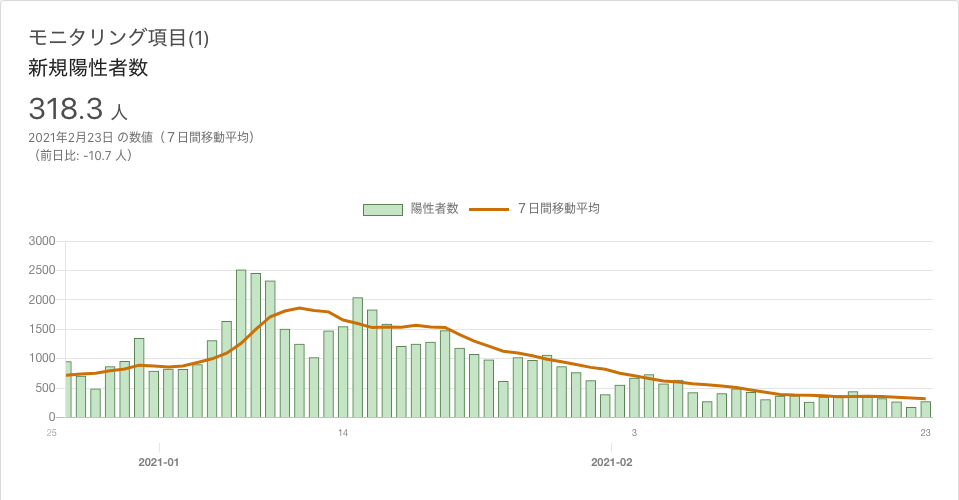 モニタリング項目(1)
新規陽性者数
318.3 人
2021年2月23日 の数値（７日間移動平均）
（前日比: -10.7 人）
陽性者数 ７日間移動平均
3000
2500
2000
1500
1000
500
0
25 14 3 23
2021-01 2021-02